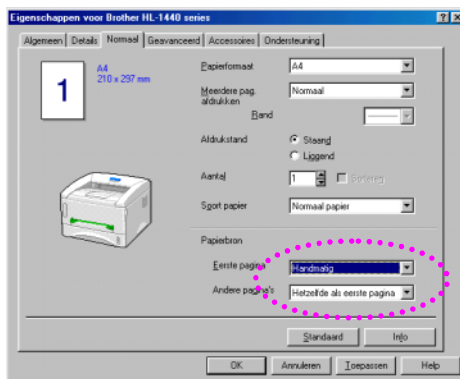 Eigenschappen voor Brother HL-1440 series
Algemeen Details Normaal Geavanceerd Accessoires Ondersteuning
1
A4
210 x 297 mm
Papierformaat A4
Meerdere pag. afdrukken Normaal
Rand
Afdrukstand Staand
Liggend
Aantal 1 Sorteren
Soort papier Normaal papier
Papierbron
Eerste pagina Handmatig
Andere pagina's Hetzelfde als eerste pagina
Standaard Info
OK Annuleren Toepassen Help